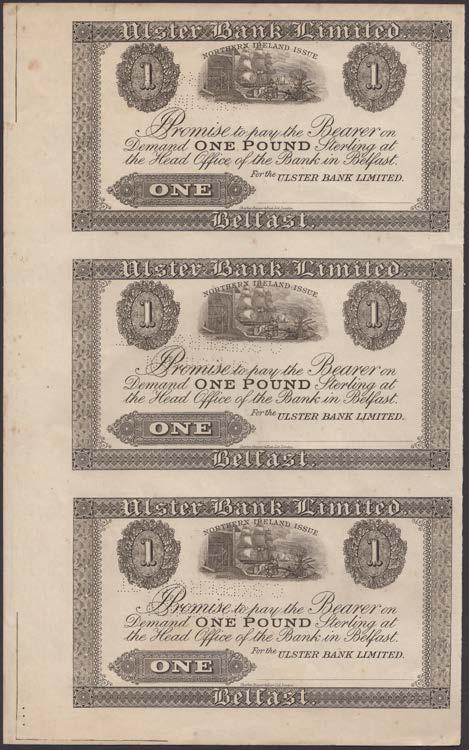 Ulster Bank Limited
NORTHERN IRELAND ISSUE
1 1
I Promise to pay the Bearer on
Demand ONE POUND Sterling at
the Head Office of the Bank in Belfast.
For the ULSTER BANK LIMITED.
ONE
Belfast.
Ulster Bank Limited
NORTHERN IRELAND ISSUE
1 1
I Promise to pay the Bearer on
Demand ONE POUND Sterling at
the Head Office of the Bank in Belfast.
For the ULSTER BANK LIMITED.
ONE
Belfast.
Ulster Bank Limited
NORTHERN IRELAND ISSUE
1 1
I Promise to pay the Bearer on
Demand ONE POUND Sterling at
the Head Office of the Bank in Belfast.
For the ULSTER BANK LIMITED.
ONE
Belfast.